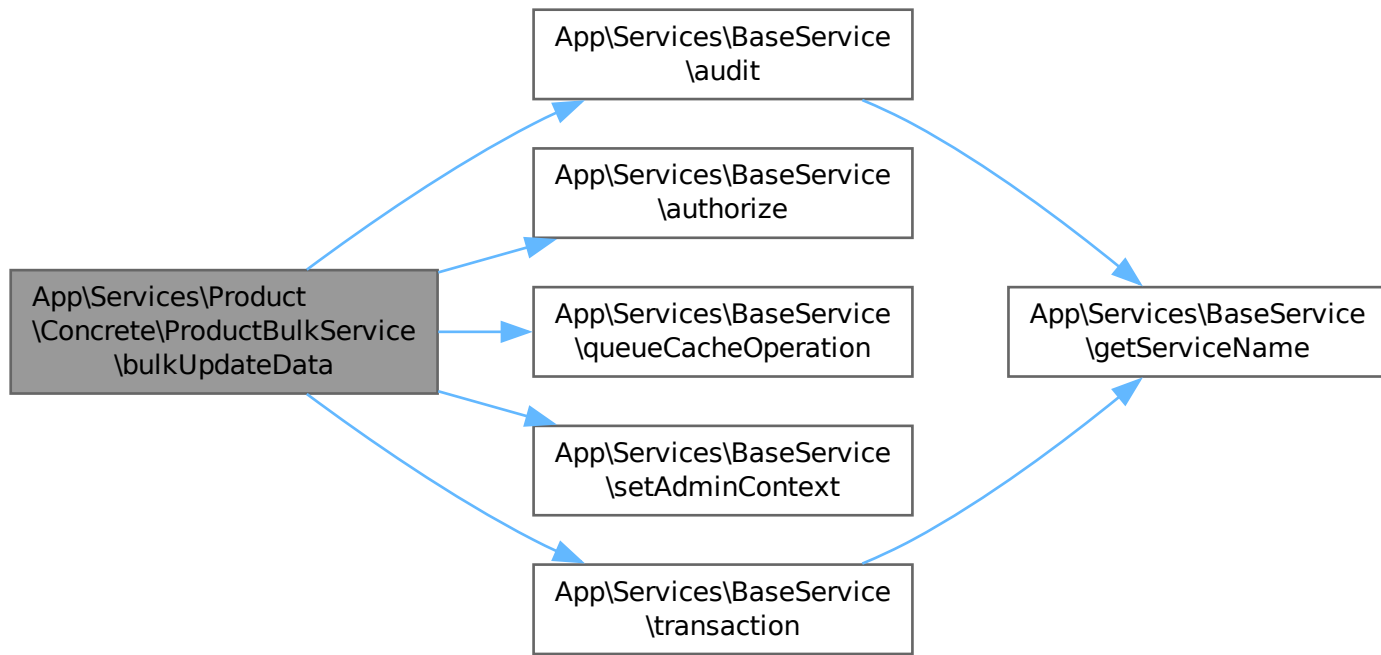 App\Services\BaseService
\audit
App\Services\BaseService
\authorize
App\Services\Product
\Concrete\ProductBulkService
\bulkUpdateData
App\Services\BaseService
\queueCacheOperation
App\Services\BaseService
\getServiceName
App\Services\BaseService
\setAdminContext
App\Services\BaseService
\transaction